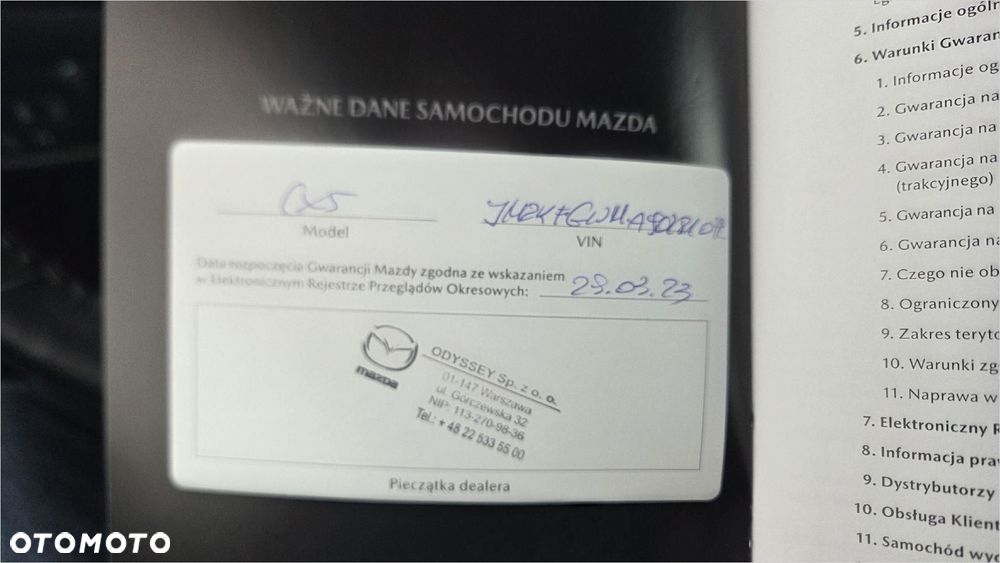 WAŻNE DANE SAMOCHODU MAZDA
CX5
Model
VIN
Data rozpoczęcia Gwarancji Mazdy zgodna ze wskazaniem
w Elektronicznym Rejestrze Przeglądów Okresowych: 29.03.23
mazda
ODYSSEY Sp. z o. o.
01-147 Warszawa
ul. Górczewska 32
NIP: 113-270-98-36
Tel.: + 48 22 533 55 00
Pieczątka dealera
5. Informacje ogóln
6. Warunki Gwaran
1. Informacje og
2. Gwarancja na
3. Gwarancja na
4. Gwarancja na
(trakcyjnego)
5. Gwarancja na
6. Gwarancja na
7. Czego nie ob
8. Ograniczony
9. Zakres teryto
10. Warunki zg
11. Naprawa w
7. Elektroniczny R
8. Informacja pra
9. Dystrybutorzy
10. Obsługa Klient
11. Samochód wyc
OTOMOTO